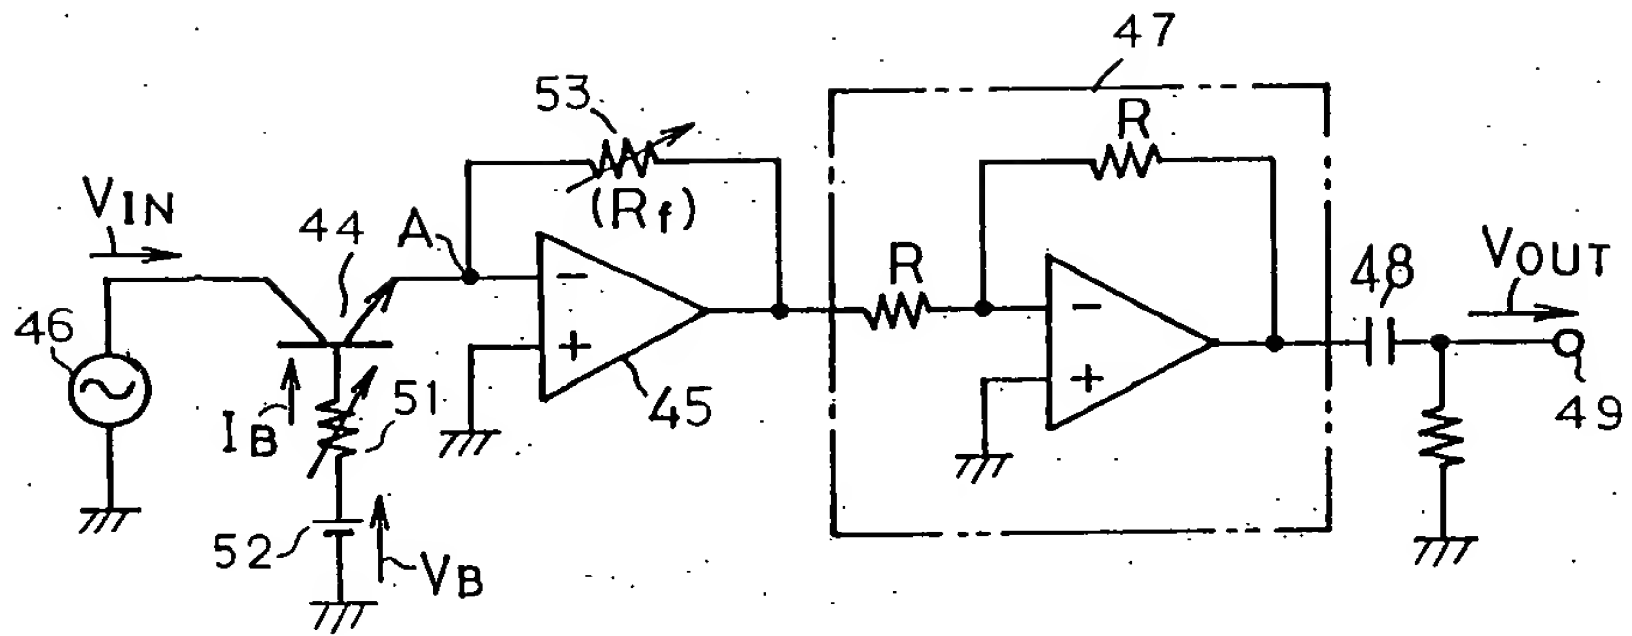 47
53
R
(Rf)
VIN
44
A
R
48
VOUT
46
−
+
−
+
45
49
IB
51
52
VB